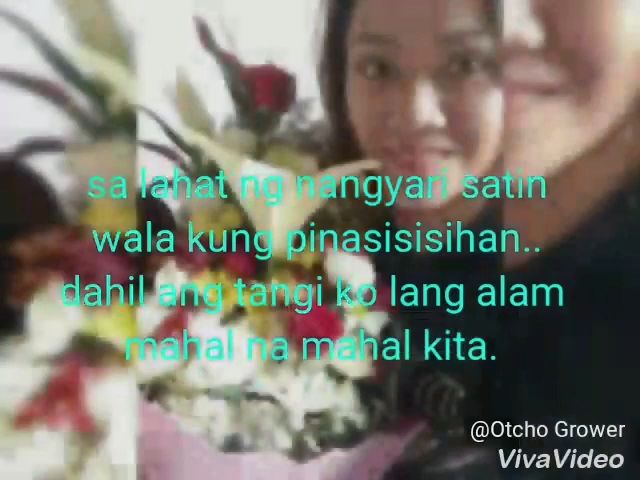 sa lahat ng nangyari satin
wala kung pinasisisihan..
dahil ang tangi ko lang alam
mahal na mahal kita.
@Otcho Grower
VivaVideo